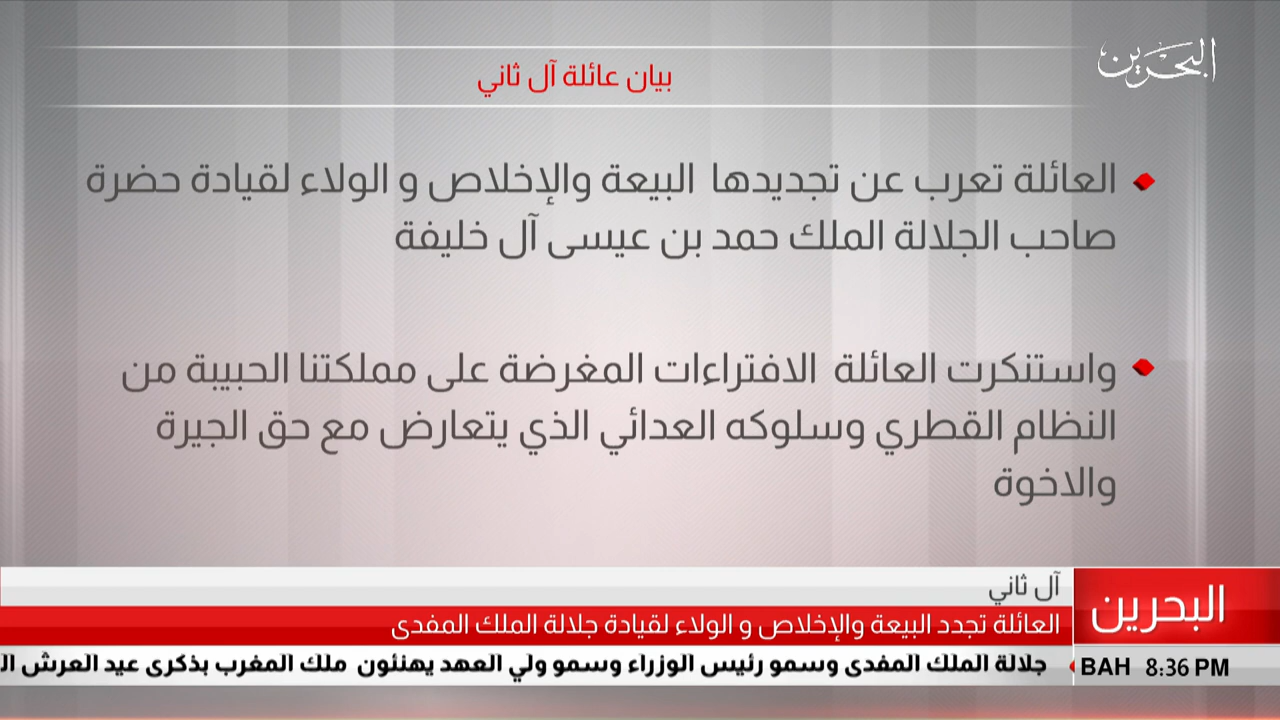 البحرين
بيان عائلة آل ثاني
العائلة تعرب عن تجديدها البيعة والإخلاص و الولاء لقيادة حضرة
صاحب الجلالة الملك حمد بن عيسى آل خليفة
واستنكرت العائلة الافتراءات المغرضة على مملكتنا الحبيبة من
النظام القطري وسلوكه العدائي الذي يتعارض مع حق الجيرة
والاخوة
البحرين
آل ثاني
العائلة تجدد البيعة والإخلاص و الولاء لقيادة جلالة الملك المفدى
BAH 8:36 PM
جلالة الملك المفدى وسمو رئيس الوزراء وسمو ولي العهد يهنئون ملك المغرب بذكرى عيد العرش ال